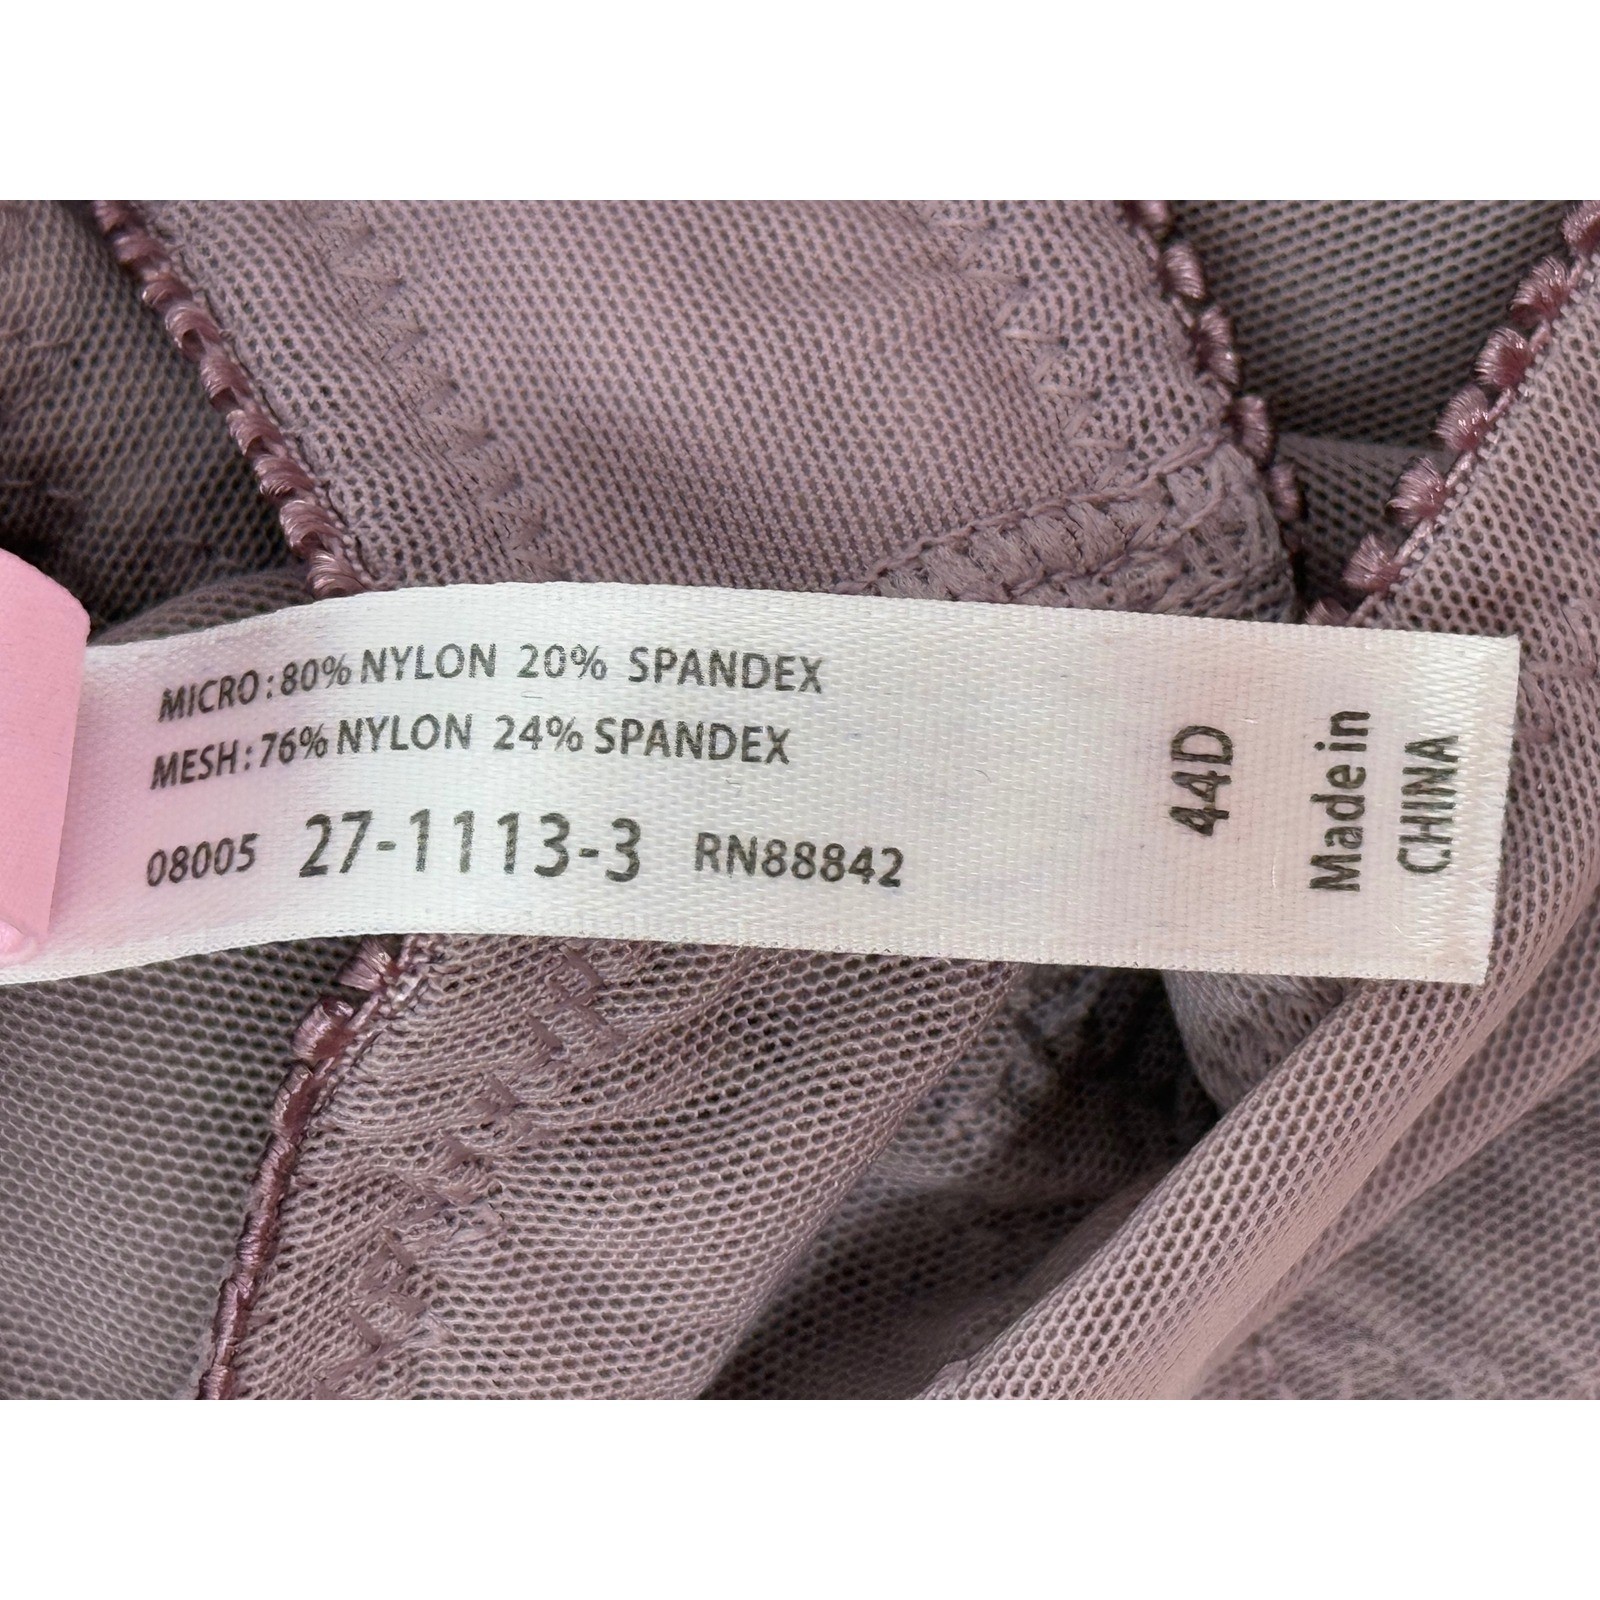 MICRO:80% NYLON 20% SPANDEX
MESH:76% NYLON 24% SPANDEX
08005 27-1113-3 RN88842
44D
Made in
CHINA